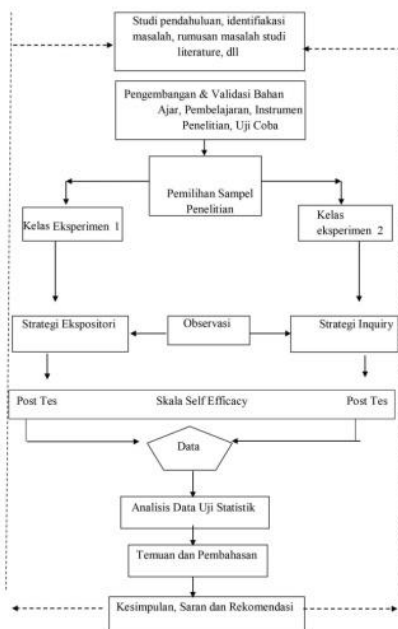 Studi pendahuluan, identifiakasi
masalah, rumusan masalah studi
literature, dll
Pengembangan & Validasi Bahan
Ajar, Pembelajaran, Instrumen
Penelitian, Uji Coba
Pemilihan Sampel
Penelitian
Kelas Eksperimen 1
Kelas
eksperimen 2
Strategi Ekspositori
Observasi
Strategi Inquiry
Post Tes Skala Self Efficacy Post Tes
Data
Analisis Data Uji Statistik
Temuan dan Pembahasan
Kesimpulan, Saran dan Rekomendasi